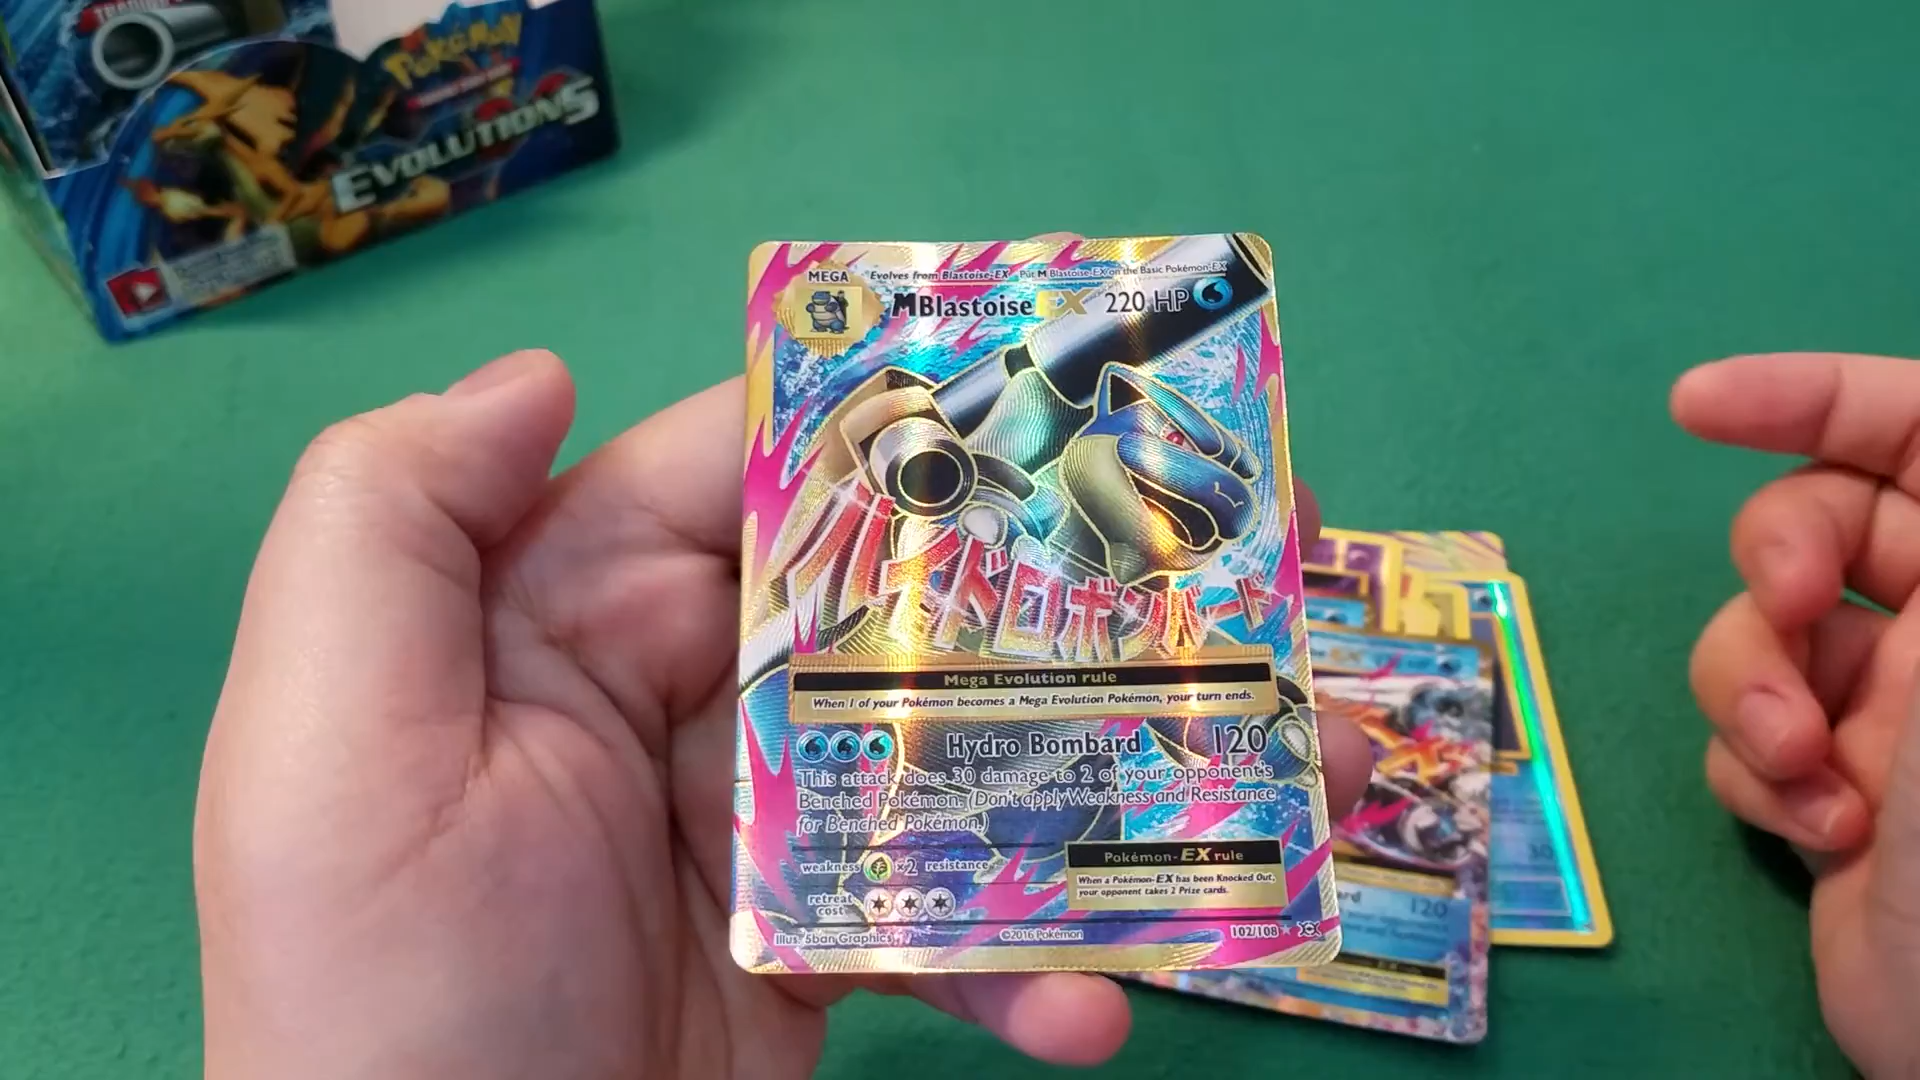 POKÉMON
EVOLUTIONS
MEGA
Evolves from Blastoise-EX Put M Blastoise-EX on the Basic Pokémon-EX
MBlastoise EX 220 HP
ハイドロボンバード
Mega Evolution rule
When 1 of your Pokémon becomes a Mega Evolution Pokémon, your turn ends.
Hydro Bombard 120
This attack does 30 damage to 2 of your opponent's
Benched Pokémon. (Don't apply Weakness and Resistance
for Benched Pokémon.)
weakness x2 resistance
Pokémon-EX rule
When a Pokémon-EX has been Knocked Out,
your opponent takes 2 Prize cards.
retreat
cost
Illus. 5ban Graphics
©2016 Pokémon
102/108
EX
120
30